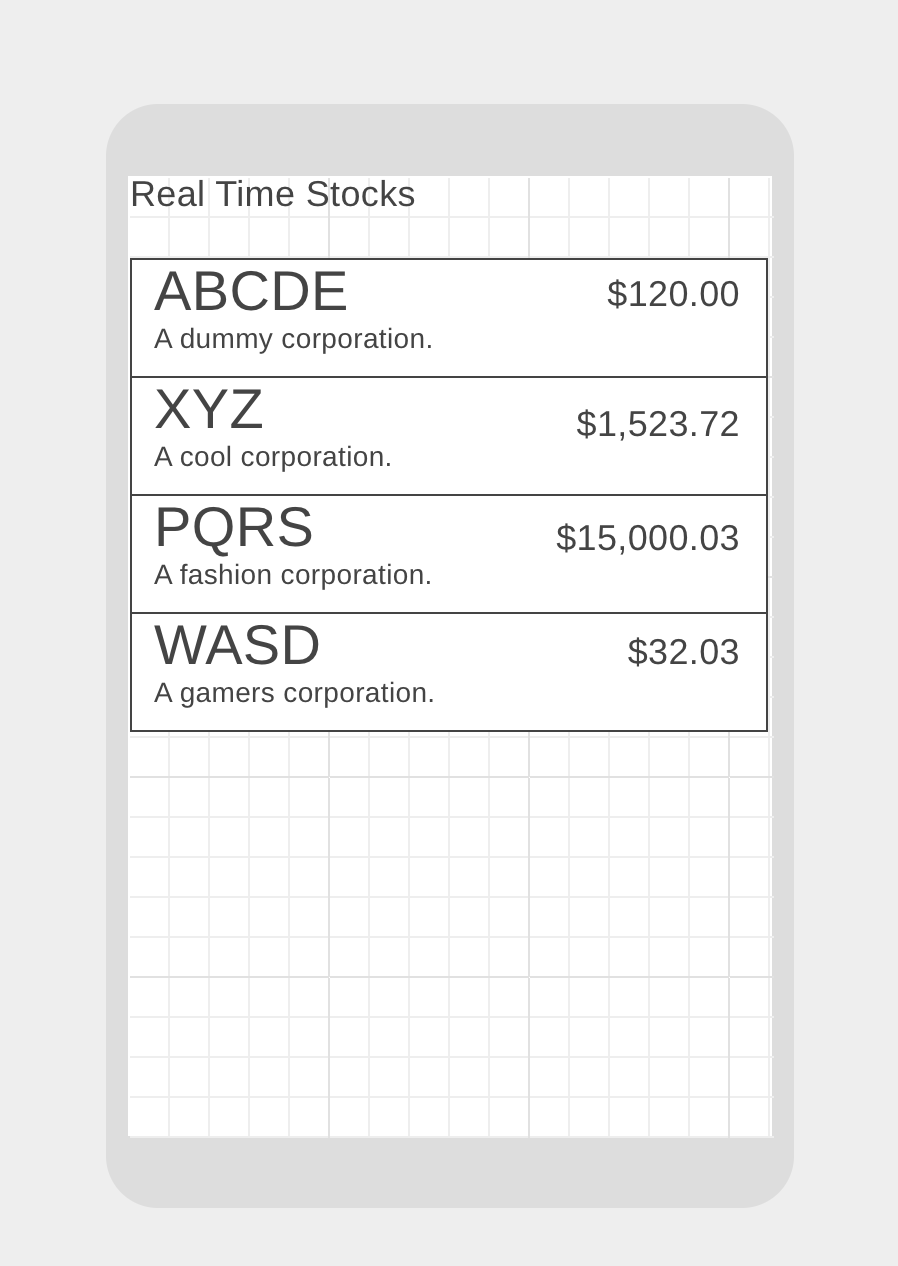 Real Time Stocks
ABCDE
$120.00
A dummy corporation.
XYZ
$1,523.72
A cool corporation.
PQRS
$15,000.03
A fashion corporation.
WASD
$32.03
A gamers corporation.